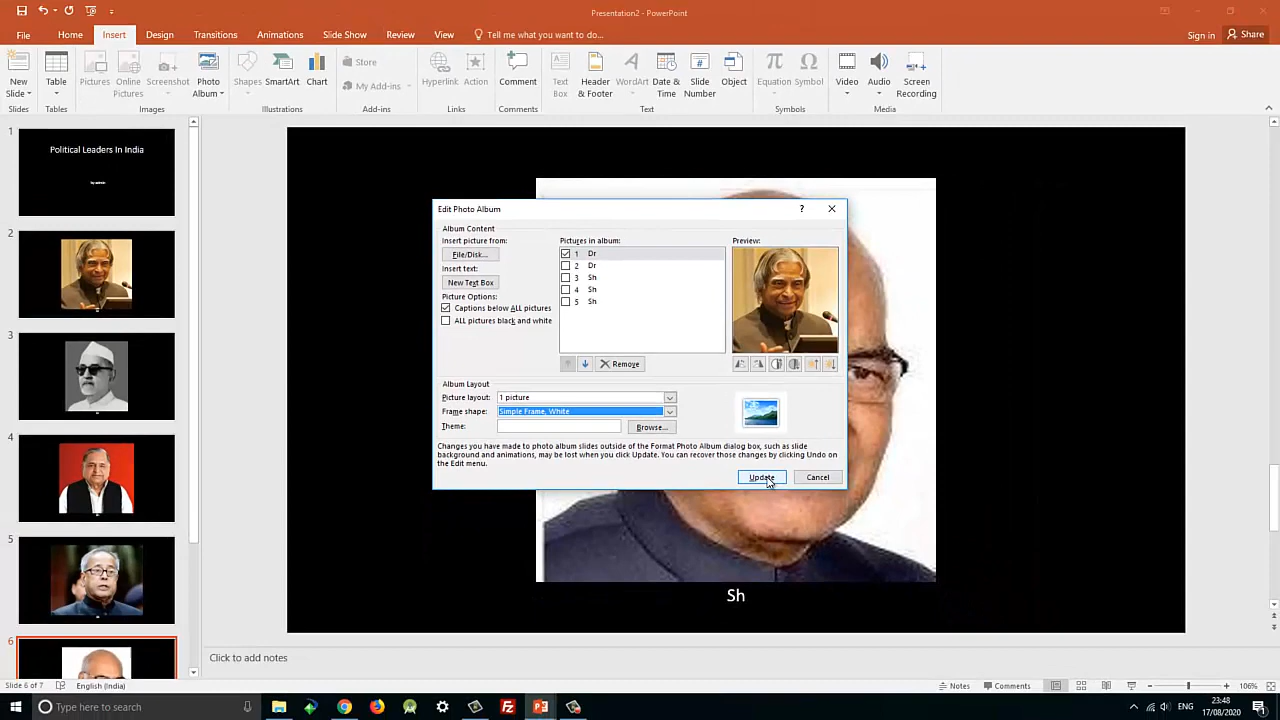 Presentation2 - PowerPoint
File Home Insert Design Transitions Animations Slide Show Review View Tell me what you want to do... Sign in Share
New Slide
Table
Pictures
Online Pictures
Screenshot
Photo Album
Shapes
SmartArt
Chart
Store
My Add-ins
Hyperlink
Action
Comment
Text Box
Header & Footer
WordArt
Date & Time
Slide Number
Object
Equation
Symbol
Video
Audio
Screen Recording
Slides Tables Images Illustrations Add-ins Links Comments Text Symbols Media
1
Political Leaders In India
2
3
4
5
6
Edit Photo Album
Album Content
Insert picture from:
File/Disk...
Insert text:
New Text Box
Picture Options:
Captions below ALL pictures
ALL pictures black and white
Pictures in album:
1 Dr
2 Dr
3 Sh
4 Sh
5 Sh
Remove
Preview:
Album Layout
Picture layout: 1 picture
Frame shape: Simple Frame, White
Theme:
Browse...
Changes you have made to photo album slides outside of the Format Photo Album dialog box, such as slide
background and animations, may be lost when you click Update. You can recover those changes by clicking Undo on
the Edit menu.
Update Cancel
Sh
Click to add notes
Slide 6 of 7 English (India) Notes Comments 106%
Type here to search
23:48
17/08/2020